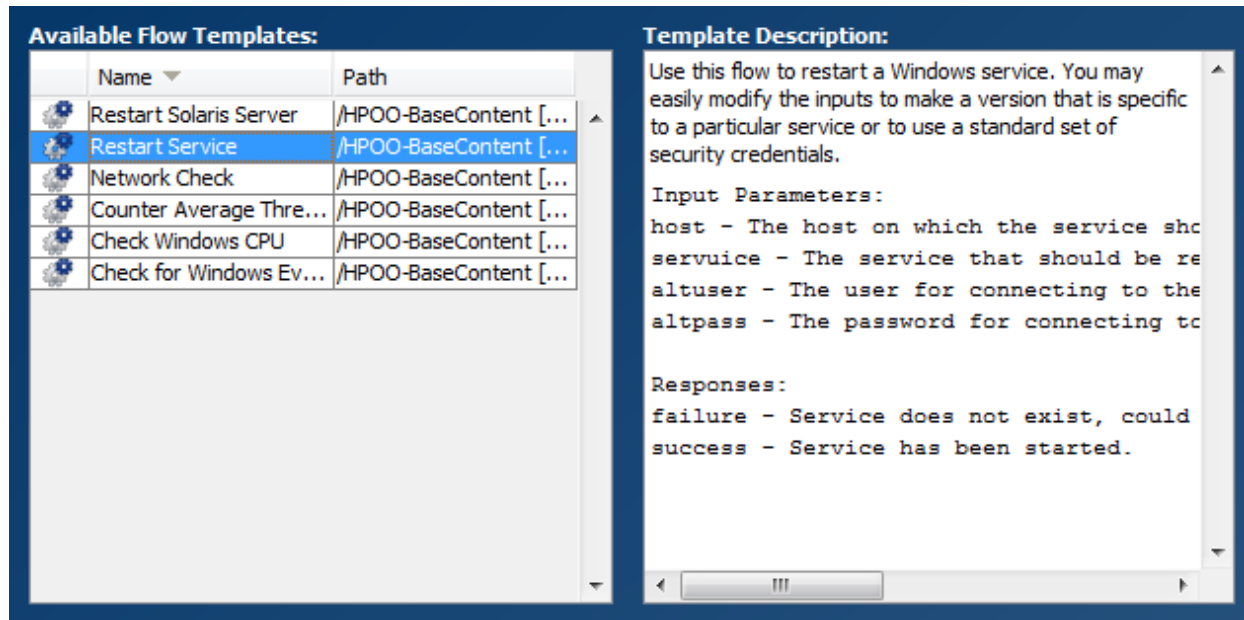 Available Flow Templates:
Name Path
Restart Solaris Server /HPOO-BaseContent [...
Restart Service /HPOO-BaseContent [...
Network Check /HPOO-BaseContent [...
Counter Average Thre... /HPOO-BaseContent [...
Check Windows CPU /HPOO-BaseContent [...
Check for Windows Ev... /HPOO-BaseContent [...
Template Description:
Use this flow to restart a Windows service. You may
easily modify the inputs to make a version that is specific
to a particular service or to use a standard set of
security credentials.
Input Parameters:
host - The host on which the service sho
servuice - The service that should be re
altuser - The user for connecting to the
altpass - The password for connecting to
Responses:
failure - Service does not exist, could
success - Service has been started.